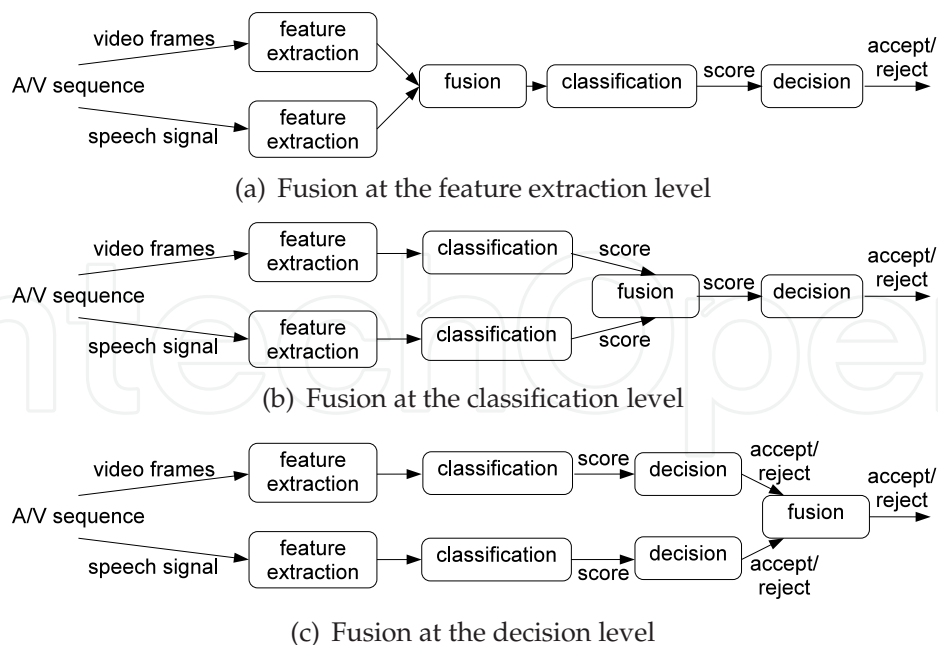 video frames
feature
extraction
A/V sequence
speech signal
feature
extraction
fusion
classification
score
decision
accept/
reject
(a) Fusion at the feature extraction level
video frames
feature
extraction
classification
score
A/V sequence
speech signal
feature
extraction
classification
score
fusion
score
decision
accept/
reject
(b) Fusion at the classification level
video frames
feature
extraction
classification
score
decision
accept/
reject
A/V sequence
speech signal
feature
extraction
classification
score
decision
accept/
reject
fusion
accept/
reject
(c) Fusion at the decision level